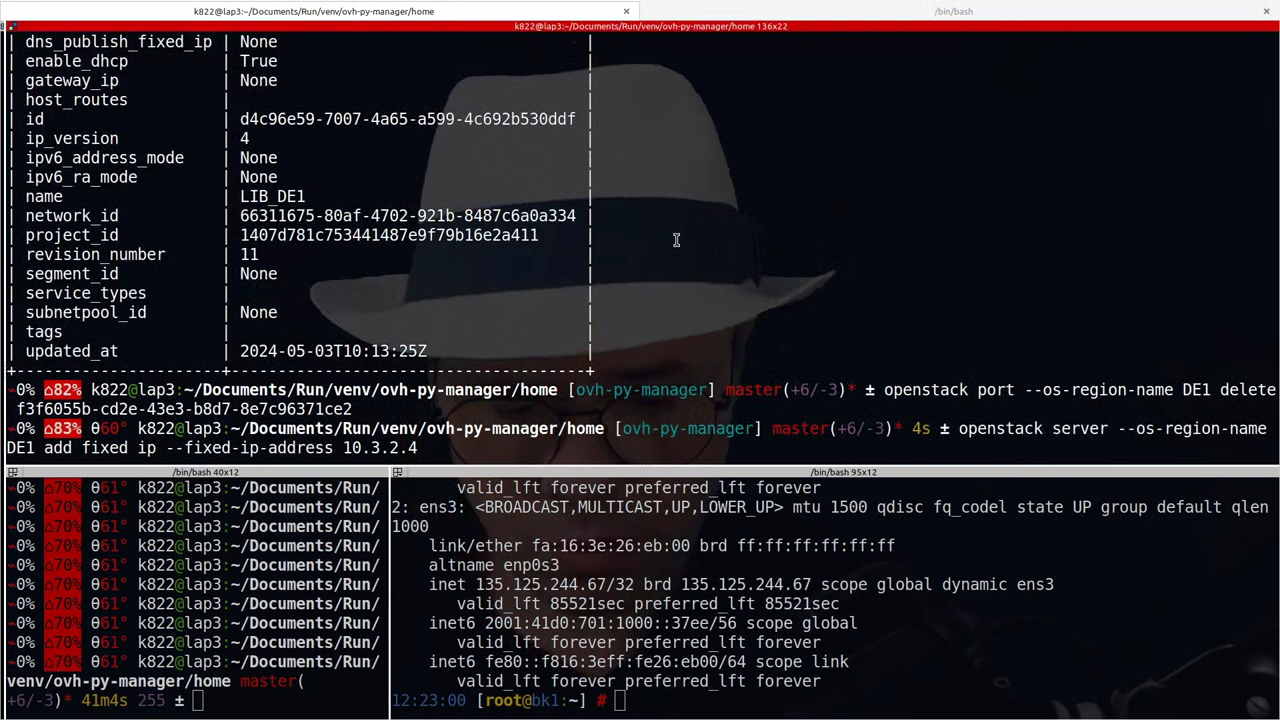 k822@lap3:~/Documents/Run/venv/ovh-py-manager/home ×
/bin/bash ×
k822@lap3:~/Documents/Run/venv/ovh-py-manager/home 136x22
| dns_publish_fixed_ip | None |
| enable_dhcp | True |
| gateway_ip | None |
| host_routes | |
| id | d4c96e59-7007-4a65-a599-4c692b530ddf |
| ip_version | 4 |
| ipv6_address_mode | None |
| ipv6_ra_mode | None |
| name | LIB_DE1 |
| network_id | 66311675-80af-4702-921b-8487c6a0a334 |
| project_id | 1407d781c753441487e9f79b16e2a411 |
| revision_number | 11 |
| segment_id | None |
| service_types | |
| subnetpool_id | None |
| tags | |
| updated_at | 2024-05-03T10:13:25Z |
+----------------------+--------------------------------------+
⌁0% ⌂82% k822@lap3:~/Documents/Run/venv/ovh-py-manager/home [ovh-py-manager] master(+6/-3)* ± openstack port --os-region-name DE1 delete
f3f6055b-cd2e-43e3-b8d7-8e7c96371ce2
⌁0% ⌂83% θ60° k822@lap3:~/Documents/Run/venv/ovh-py-manager/home [ovh-py-manager] master(+6/-3)* 4s ± openstack server --os-region-name
DE1 add fixed ip --fixed-ip-address 10.3.2.4
/bin/bash 40x12
⌁0% ⌂70% θ61° k822@lap3:~/Documents/Run/
⌁0% ⌂70% θ61° k822@lap3:~/Documents/Run/
⌁0% ⌂70% θ61° k822@lap3:~/Documents/Run/
⌁0% ⌂70% θ61° k822@lap3:~/Documents/Run/
⌁0% ⌂70% θ61° k822@lap3:~/Documents/Run/
⌁0% ⌂70% θ61° k822@lap3:~/Documents/Run/
⌁0% ⌂70% θ61° k822@lap3:~/Documents/Run/
⌁0% ⌂70% θ61° k822@lap3:~/Documents/Run/
⌁0% ⌂70% θ61° k822@lap3:~/Documents/Run/
⌁0% ⌂70% θ61° k822@lap3:~/Documents/Run/
venv/ovh-py-manager/home master(
+6/-3)* 41m4s 255 ±
/bin/bash 95x12
valid_lft forever preferred_lft forever
2: ens3: <BROADCAST,MULTICAST,UP,LOWER_UP> mtu 1500 qdisc fq_codel state UP group default qlen
1000
link/ether fa:16:3e:26:eb:00 brd ff:ff:ff:ff:ff:ff
altname enp0s3
inet 135.125.244.67/32 brd 135.125.244.67 scope global dynamic ens3
valid_lft 85521sec preferred_lft 85521sec
inet6 2001:41d0:701:1000::37ee/56 scope global
valid_lft forever preferred_lft forever
inet6 fe80::f816:3eff:fe26:eb00/64 scope link
valid_lft forever preferred_lft forever
12:23:00 [root@bk1:~] #